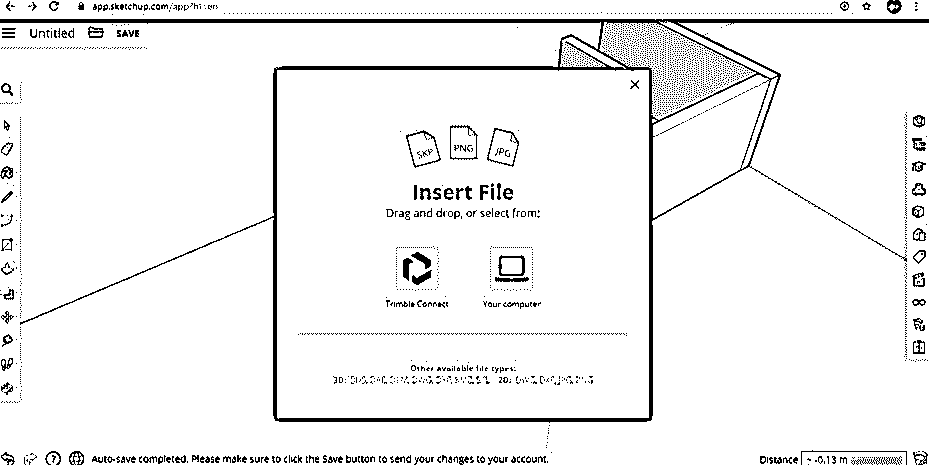 app.sketchup.com/app?hl=en
Untitled
SAVE
SKP
PNG
JPG
Insert File
Drag and drop, or select from:
Trimble Connect
Your computer
Other available file types:
3D:
2D:
Auto-save completed. Please make sure to click the Save button to send your changes to your account.
Distance
~ -0,13 m